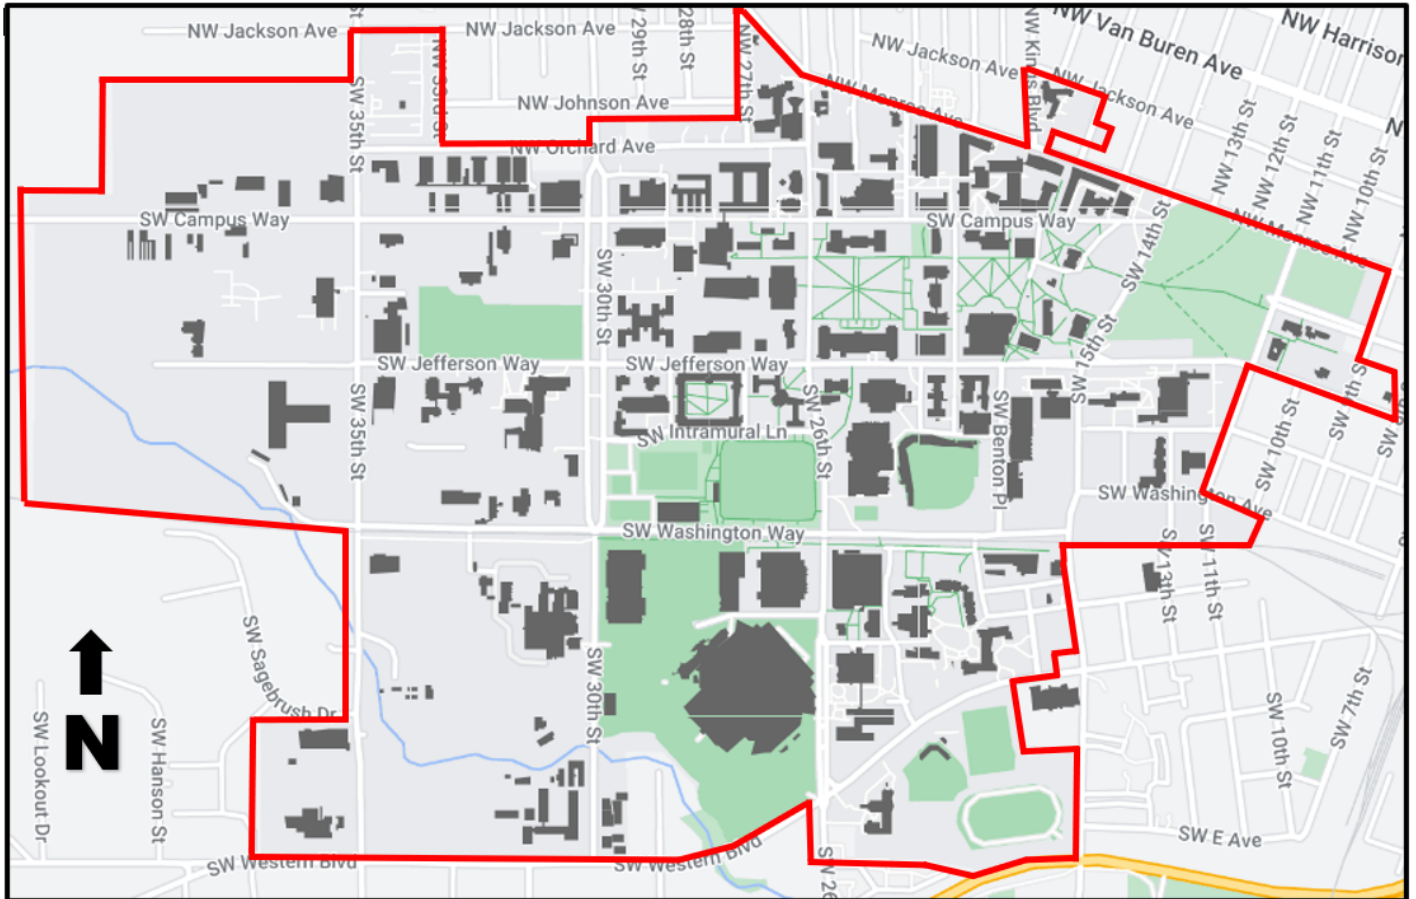 NW Jackson Ave
NW Jackson Ave
NW 29th St
28th St
NW 27th St
NW Jackson Ave
NW Kings Blvd
NW Van Buren Ave
NW Harrison
NW Jackson Ave
NW 33rd St
NW Johnson Ave
NW Monroe Ave
SW 35th St
NW Orchard Ave
NW 13th St
NW 12th St
NW 11th St
NW 10th St
SW Campus Way
SW Campus Way
NW Monroe Ave
SW 14th St
SW 30th St
SW 15th St
SW Jefferson Way
SW Jefferson Way
SW 35th St
SW 26th St
SW Benton Pl
SW Intramural Ln
SW 10th St
SW Washington Ave
SW Washington Way
SW 13th St
SW 11th St
SW Sagebrush Dr
SW 30th St
N
SW Lookout Dr
SW Hanson St
SW 10th St
SW 7th St
SW E Ave
SW Western Blvd
SW Western Blvd
SW 26